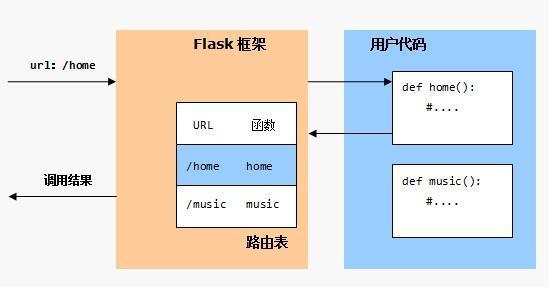 Flask 框架
用户代码
url: /home
def home():
#....
URL 函数
/home home
/music music
路由表
调用结果
def music():
#....